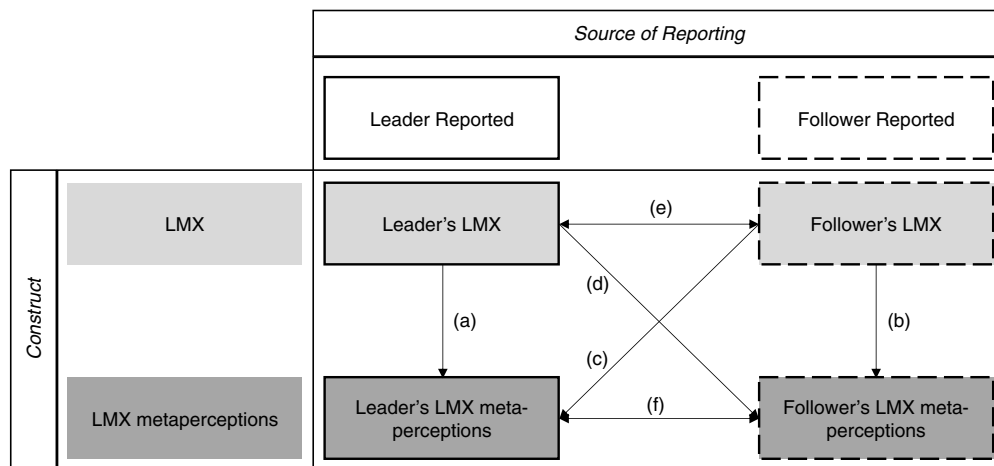 Source of Reporting
Leader Reported
Follower Reported
Construct
LMX
Leader's LMX
(e)
Follower's LMX
(d)
(a)
(b)
(c)
LMX metaperceptions
Leader's LMX meta-
perceptions
(f)
Follower's LMX meta-
perceptions